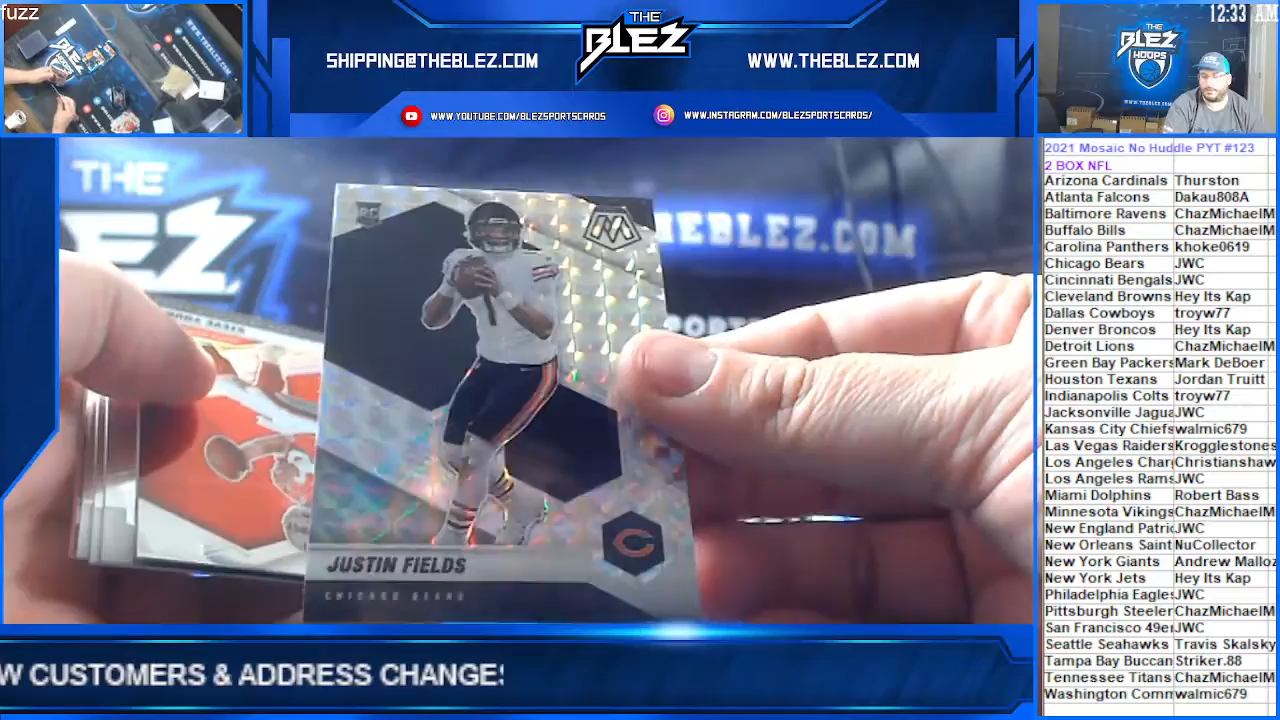 fuzz
12:33 AM
SHIPPING@THEBLEZ.COM
THE
BLEZ
WWW.THEBLEZ.COM
WWW.YOUTUBE.COM/BLEZSPORTSCARDS
WWW.INSTAGRAM.COM/BLEZSPORTSCARDS/
THE
BLEZ
HOOPS
THE
RC
M
HEBLEZ.COM
JUSTIN FIELDS
CHICAGO BEARS
C
2021 Mosaic No Huddle PYT #123
2 BOX NFL
Arizona Cardinals Thurston
Atlanta Falcons Dakau808A
Baltimore Ravens ChazMichaelM
Buffalo Bills ChazMichaelM
Carolina Panthers khoke0619
Chicago Bears JWC
Cincinnati Bengals JWC
Cleveland Browns Hey Its Kap
Dallas Cowboys troyw77
Denver Broncos Hey Its Kap
Detroit Lions ChazMichaelM
Green Bay Packers Mark DeBoer
Houston Texans Jordan Truitt
Indianapolis Colts troyw77
Jacksonville Jagua JWC
Kansas City Chiefs walmic679
Las Vegas Raiders Krogglestones
Los Angeles Char Christianshaw
Los Angeles Rams JWC
Miami Dolphins Robert Bass
Minnesota Vikings ChazMichaelM
New England Patri JWC
New Orleans Saint NuCollector
New York Giants Andrew Malloz
New York Jets Hey Its Kap
Philadelphia Eagles JWC
Pittsburgh Steeler ChazMichaelM
San Francisco 49e JWC
Seattle Seahawks Travis Skalsky
Tampa Bay Buccan Striker.88
Tennessee Titans ChazMichaelM
Washington Comm walmic679
W CUSTOMERS & ADDRESS CHANGES